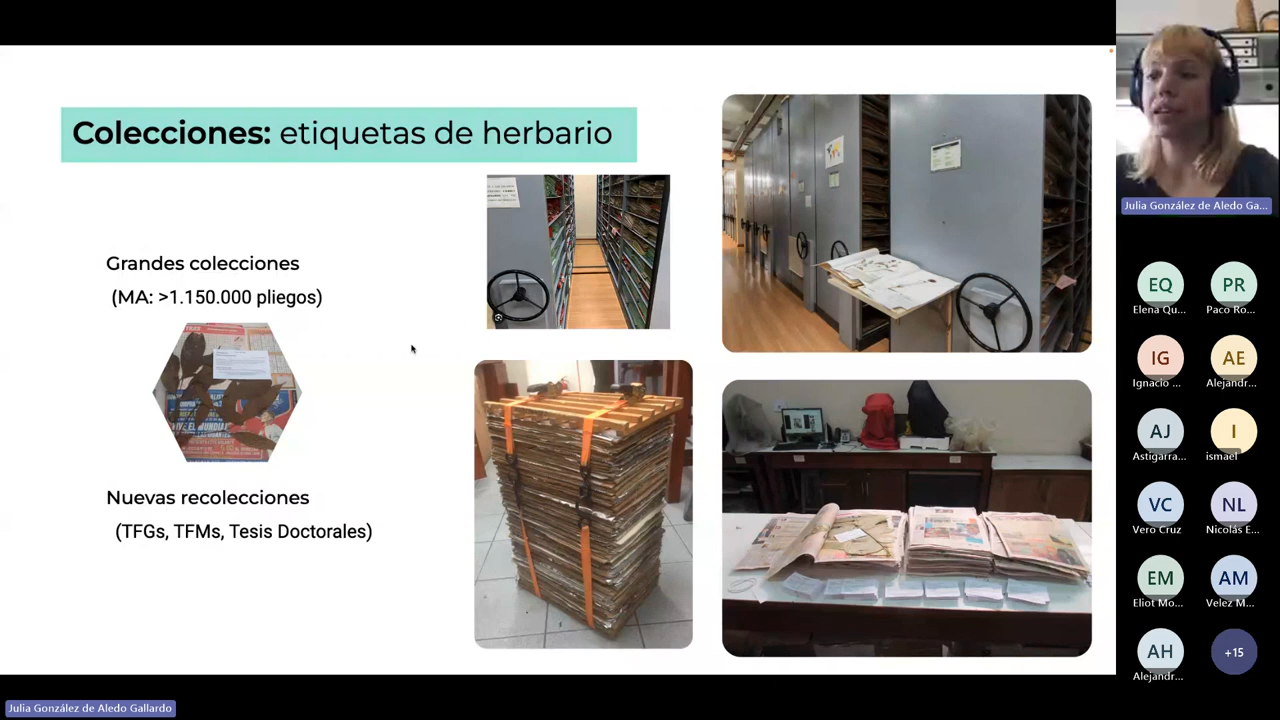 Colecciones: etiquetas de herbario
Grandes colecciones
(MA: >1.150.000 pliegos)
Nuevas recolecciones
(TFGs, TFMs, Tesis Doctorales)
Julia González de Aledo Ga...
EQ
Elena Qu...
PR
Paco Ro...
IG
Ignacio ...
AE
Alejandr...
AJ
Astigarra...
I
ismael
VC
Vero Cruz
NL
Nicolás E...
EM
Eliot Mo...
AM
Velez M...
AH
Alejandr...
+15
Julia González de Aledo Gallardo